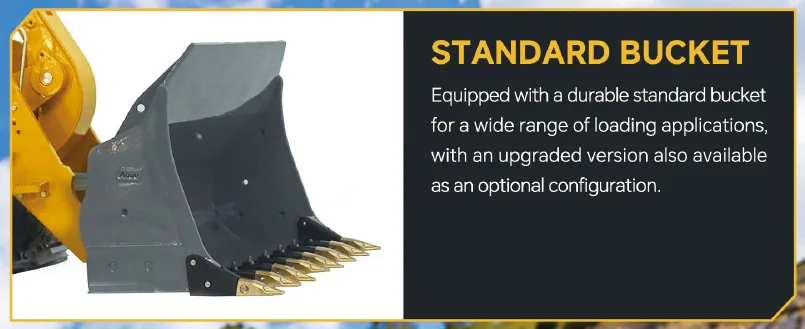 STANDARD BUCKET
Equipped with a durable standard bucket
for a wide range of loading applications,
with an upgraded version also available
as an optional configuration.